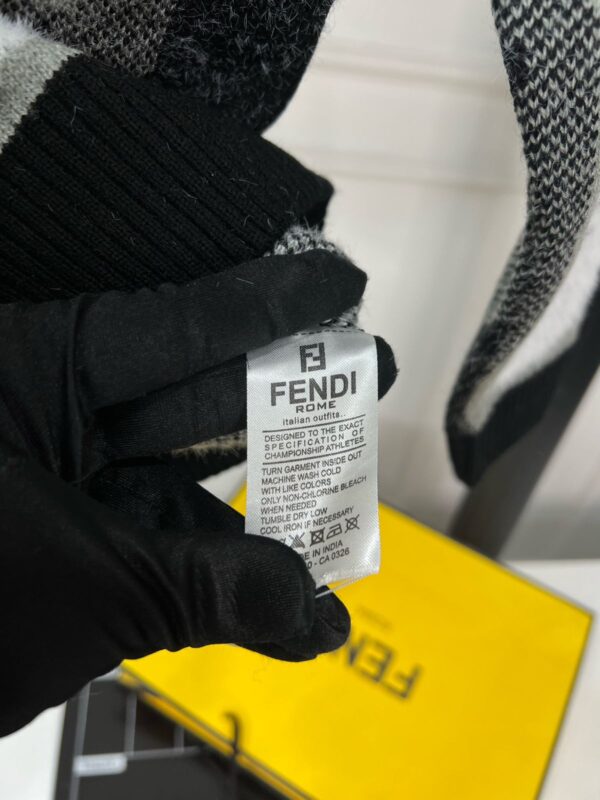 FENDI
ROME
italian outfits..
DESIGNED TO THE EXACT
SPECIFICATION OF
CHAMPIONSHIP ATHLETES
TURN GARMENT INSIDE OUT
MACHINE WASH COLD
WITH LIKE COLORS
ONLY NON-CHLORINE BLEACH
WHEN NEEDED
TUMBLE DRY LOW
COOL IRON IF NECESSARY
IN INDIA
0 - CA 0326
FENDI